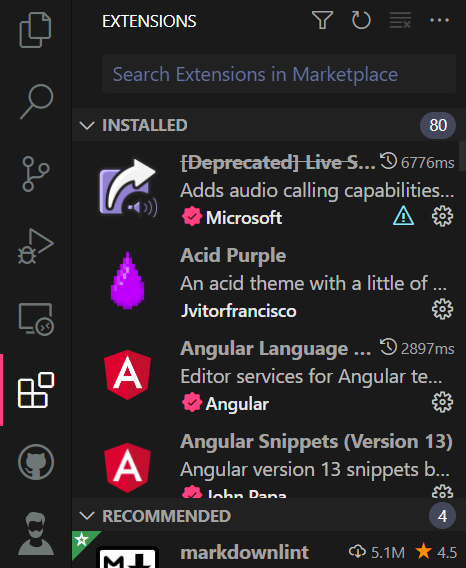 EXTENSIONS
Search Extensions in Marketplace
INSTALLED 80
[Deprecated] Live S... 6776ms
Adds audio calling capabilities...
Microsoft
Acid Purple
An acid theme with a little of ...
Jvitorfrancisco
Angular Language ... 2897ms
Editor services for Angular te...
Angular
Angular Snippets (Version 13)
Angular version 13 snippets b...
John Papa
RECOMMENDED 4
markdownlint 5.1M 4.5